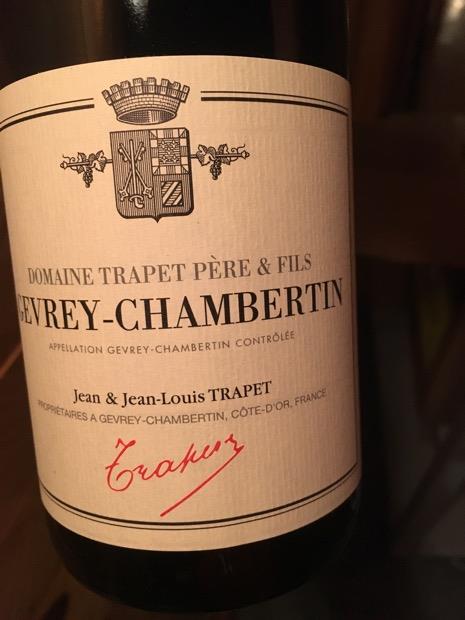 DOMAINE TRAPET PÈRE & FILS
GEVREY-CHAMBERTIN
APPELLATION GEVREY-CHAMBERTIN CONTRÔLÉE
Jean & Jean-Louis TRAPET
PROPRIÉTAIRES A GEVREY-CHAMBERTIN, CÔTE-D'OR, FRANCE
Trapet